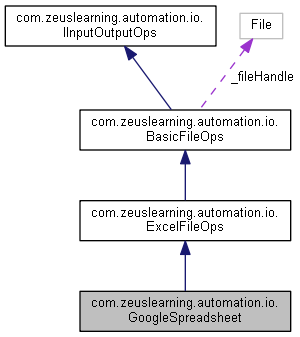 com.zeuslearning.automation.io.
IInputOutputOps
File
_fileHandle
com.zeuslearning.automation.io.
BasicFileOps
com.zeuslearning.automation.io.
ExcelFileOps
com.zeuslearning.automation.io.
GoogleSpreadsheet